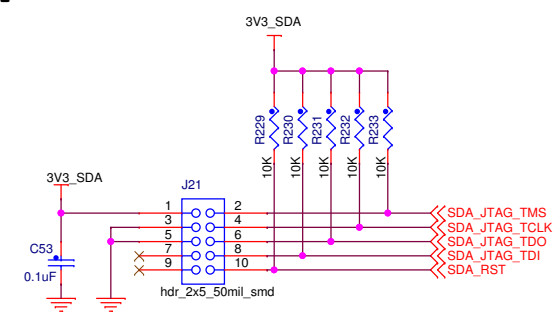 3V3_SDA
R229
R230
R231
R232
R233
10K
10K
10K
10K
10K
3V3_SDA
J21
1
2
SDA_JTAG_TMS
3
4
SDA_JTAG_TCLK
5
6
SDA_JTAG_TDO
7
8
SDA_JTAG_TDI
9
10
SDA_RST
C53
0.1uF
hdr_2x5_50mil_smd